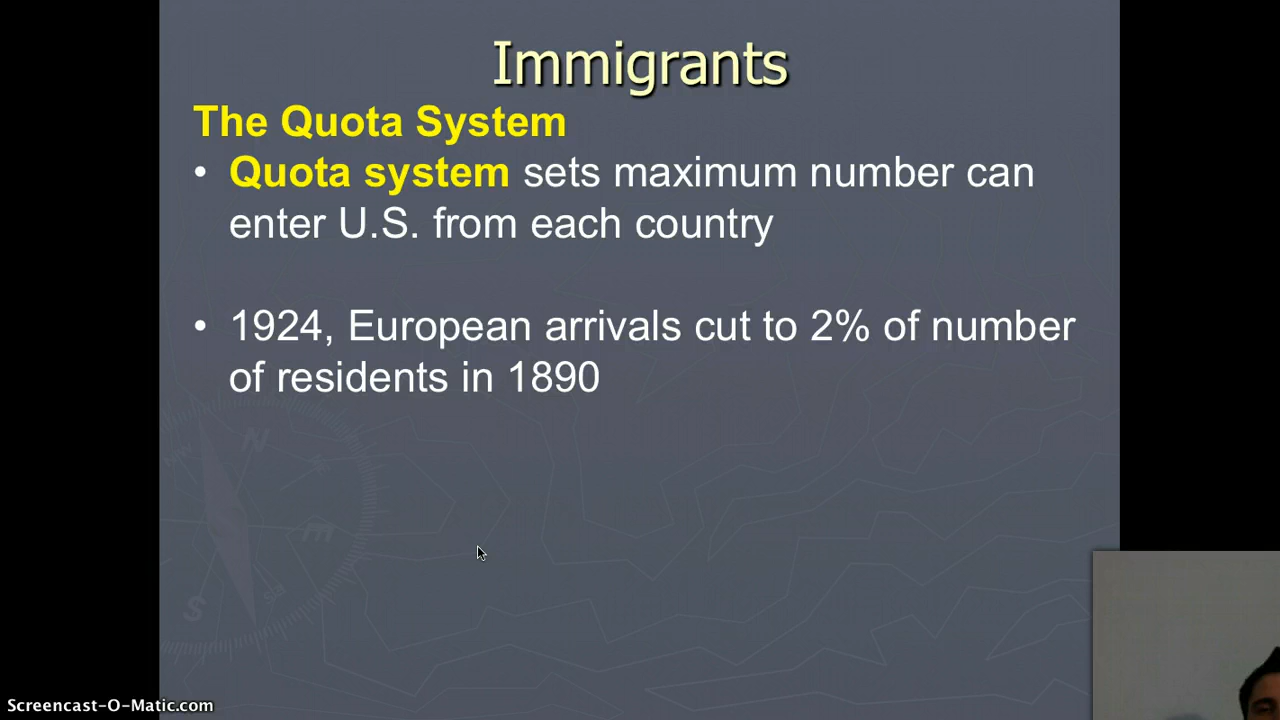 Immigrants
The Quota System
• Quota system sets maximum number can
enter U.S. from each country
• 1924, European arrivals cut to 2% of number
of residents in 1890
N
m
S
Screencast-O-Matic.com